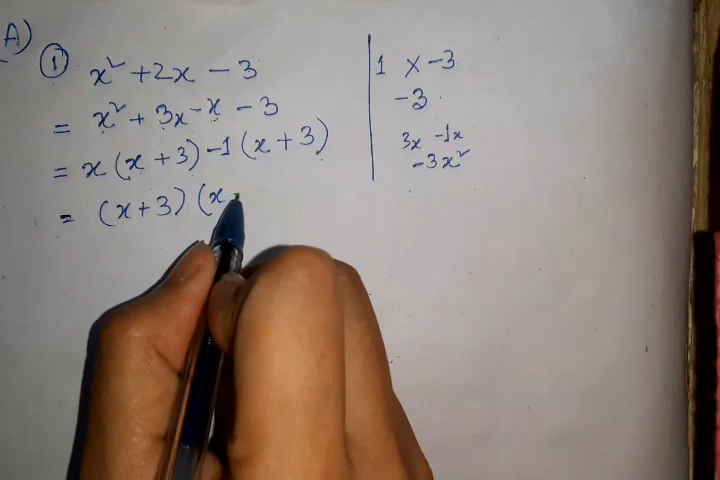 A)
① x² + 2x - 3
= x² + 3x - x - 3
= x (x + 3) - 1 (x + 3)
= (x + 3) (x
1 X -3
-3
3x -1x
-3x²